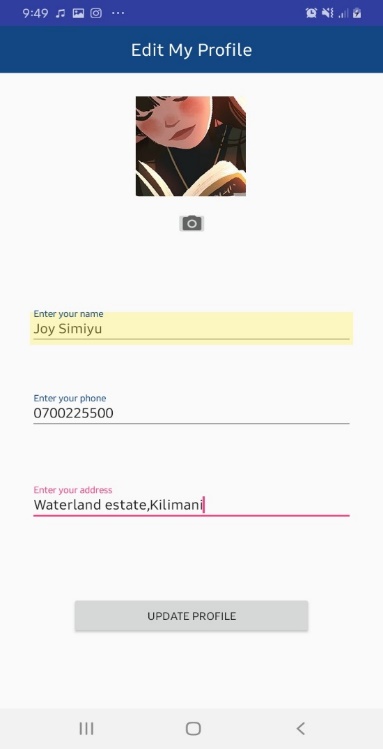 9:49
Edit My Profile
Enter your name
Joy Simiyu
Enter your phone
0700225500
Enter your address
Waterland estate,Kilimani
UPDATE PROFILE